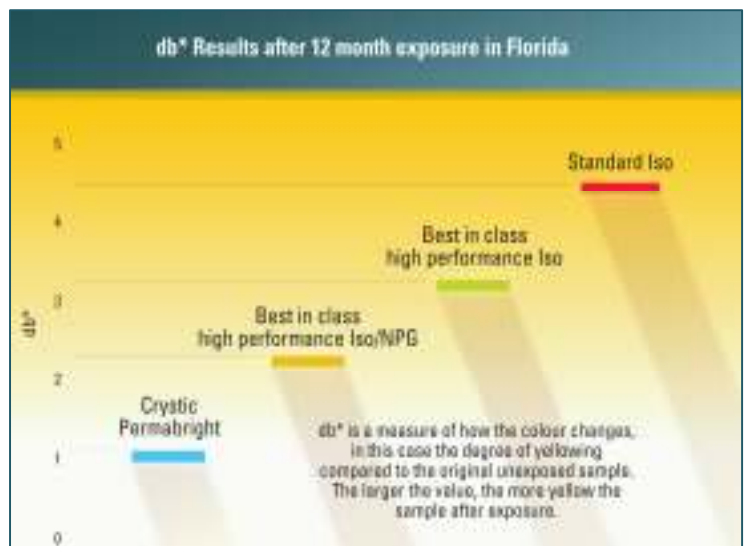 db* Results after 12 month exposure in Florida
5
Standard Iso
4
Best in class
high performance Iso
3
db*
Best in class
high performance Iso/NPG
2
Crystic
Permabright
db* is a measure of how the colour changes,
in this case the degree of yellowing
compared to the original unexposed sample.
The larger the value, the more yellow the
sample after exposure.
1
0